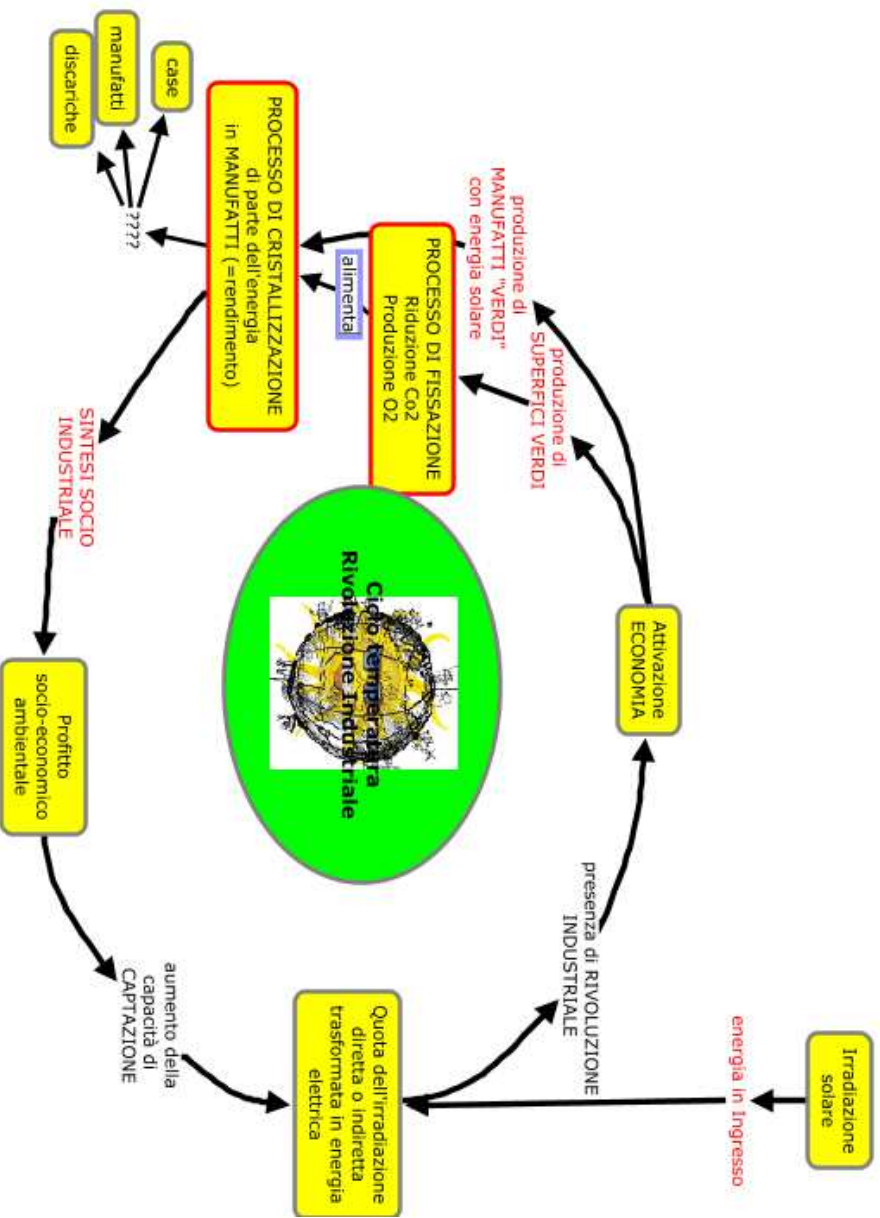 Irradiazione
solare
energia in Ingresso
Attivazione
ECONOMIA
presenza di RIVOLUZIONE
INDUSTRIALE
produzione di
SUPERFICI VERDI
produzione di
MANUFATTI "VERDI"
con energia solare
PROCESSO DI FISSAZIONE
Riduzione Co2
Produzione O2
Quota dell'irradiazione
diretta o indiretta
trasformata in energia
elettrica
Ciclo temperatura
Rivoluzione Industriale
alimenta
PROCESSO DI CRISTALLIZZAZIONE
di parte dell'energia
in MANUFATTI (=rendimento)
aumento della
capacità di
CAPTAZIONE
case
????
manufatti
discariche
SINTESI SOCIO
INDUSTRIALE
Profitto
socio-economico
ambientale